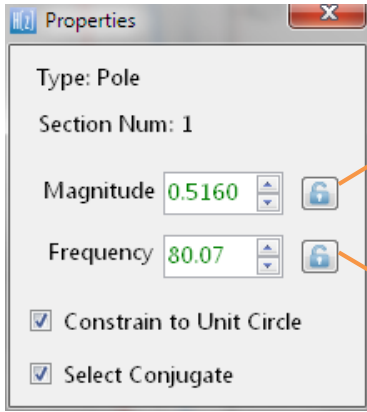 H(z) Properties
x
Type: Pole
Section Num: 1
Magnitude 0.5160
Frequency 80.07
Constrain to Unit Circle
Select Conjugate